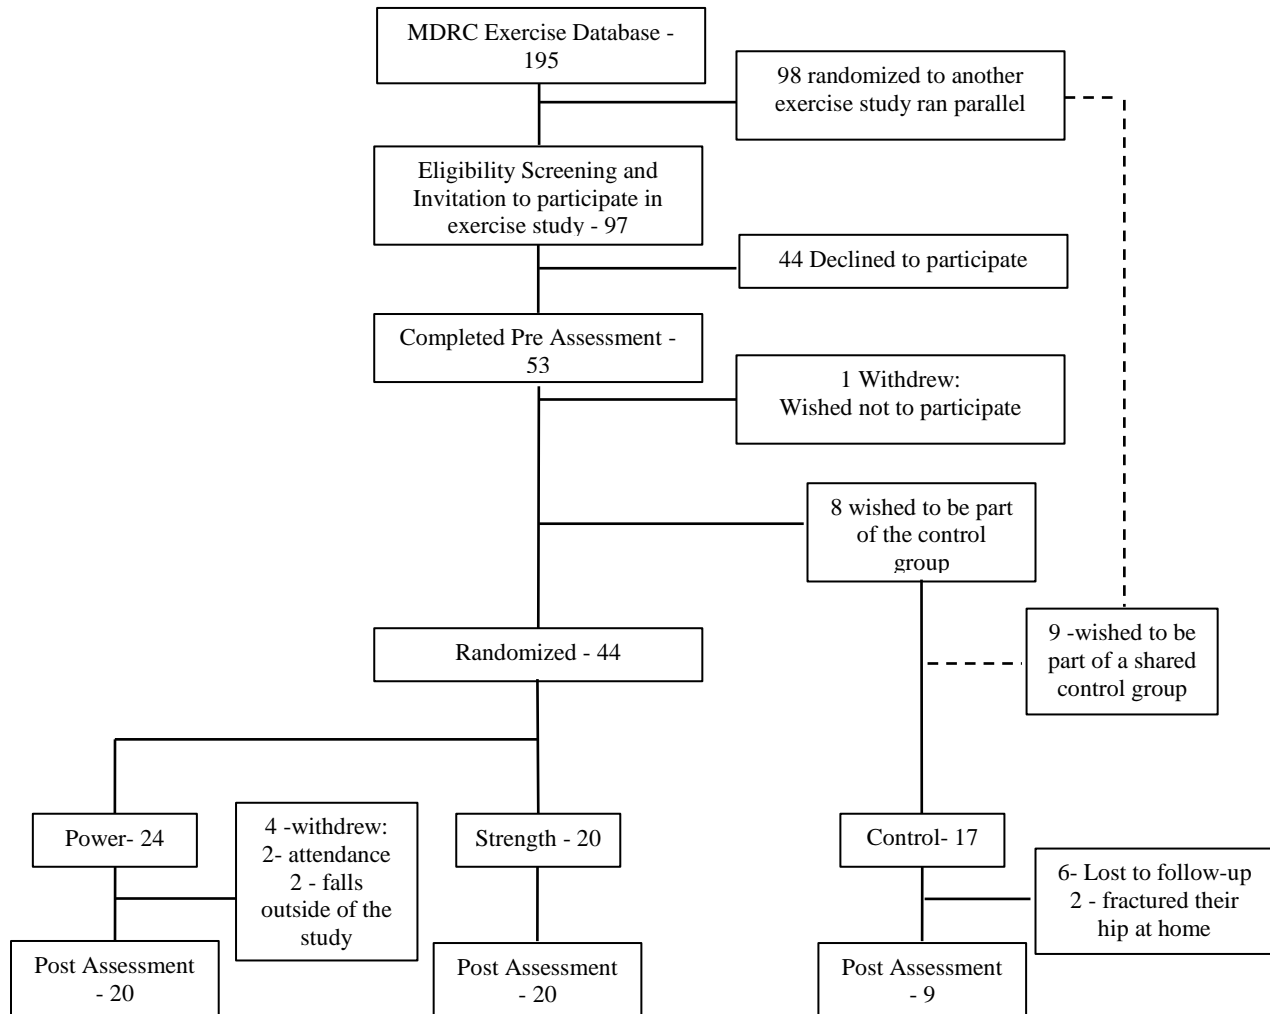 MDRC Exercise Database -
195
98 randomized to another
exercise study ran parallel
Eligibility Screening and
Invitation to participate in
exercise study - 97
44 Declined to participate
Completed Pre Assessment -
53
1 Withdrew:
Wished not to participate
8 wished to be part
of the control
group
9 -wished to be
part of a shared
control group
Randomized - 44
Power- 24
4 -withdrew:
2- attendance
2 - falls
outside of the
study
Strength - 20
Control- 17
6- Lost to follow-up
2 - fractured their
hip at home
Post Assessment
- 20
Post Assessment
- 20
Post Assessment
- 9